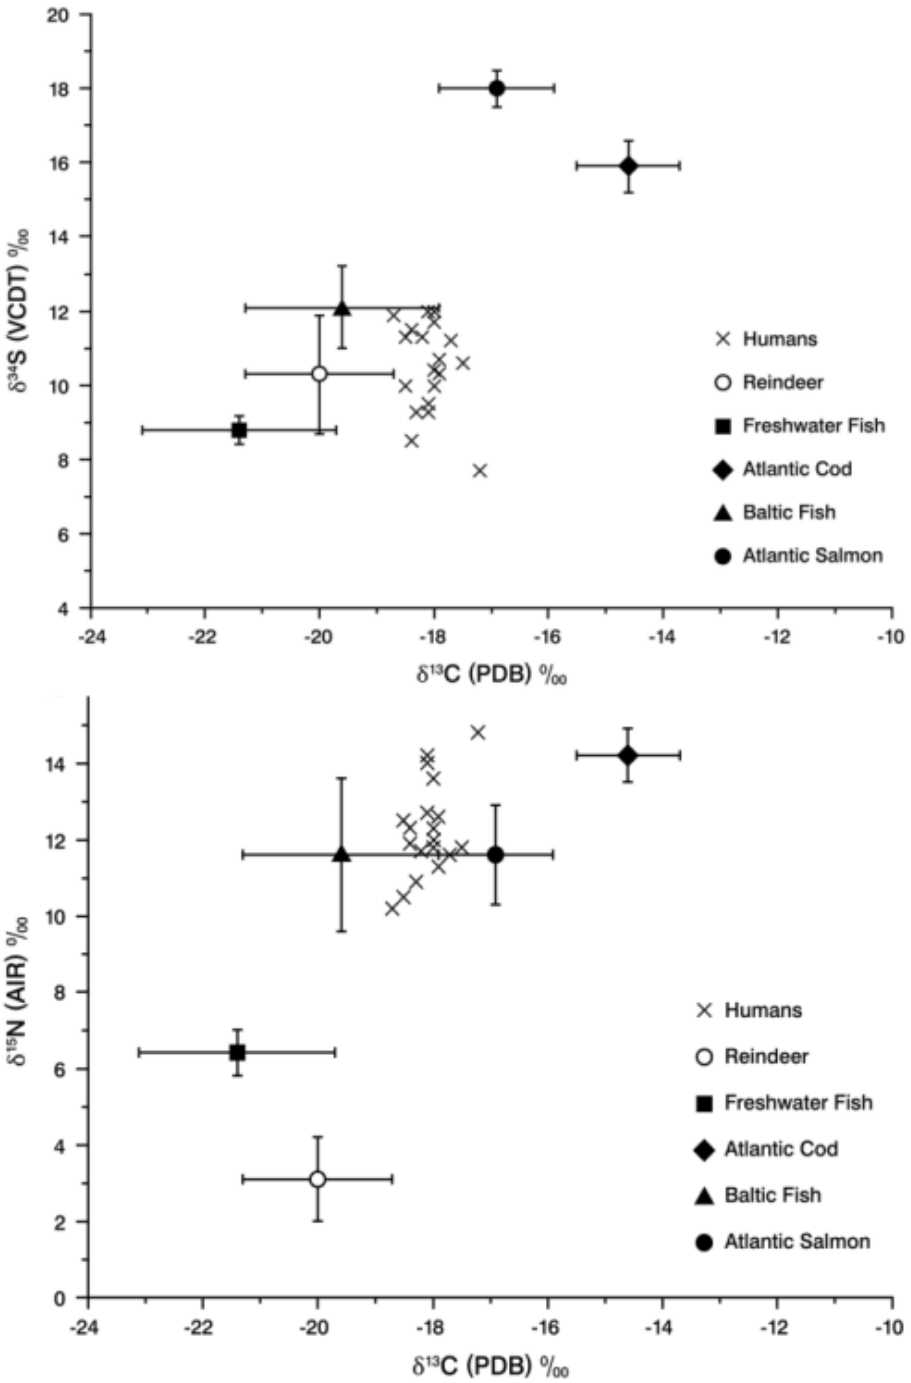 20
18
16
14
12
10
8
6
4
δ³⁴S (VCDT) ‰
Humans
Reindeer
Freshwater Fish
Atlantic Cod
Baltic Fish
Atlantic Salmon
-24 -22 -20 -18 -16 -14 -12 -10
δ¹³C (PDB) ‰
14
12
10
8
6
4
2
0
δ¹⁵N (AIR) ‰
Humans
Reindeer
Freshwater Fish
Atlantic Cod
Baltic Fish
Atlantic Salmon
-24 -22 -20 -18 -16 -14 -12 -10
δ¹³C (PDB) ‰